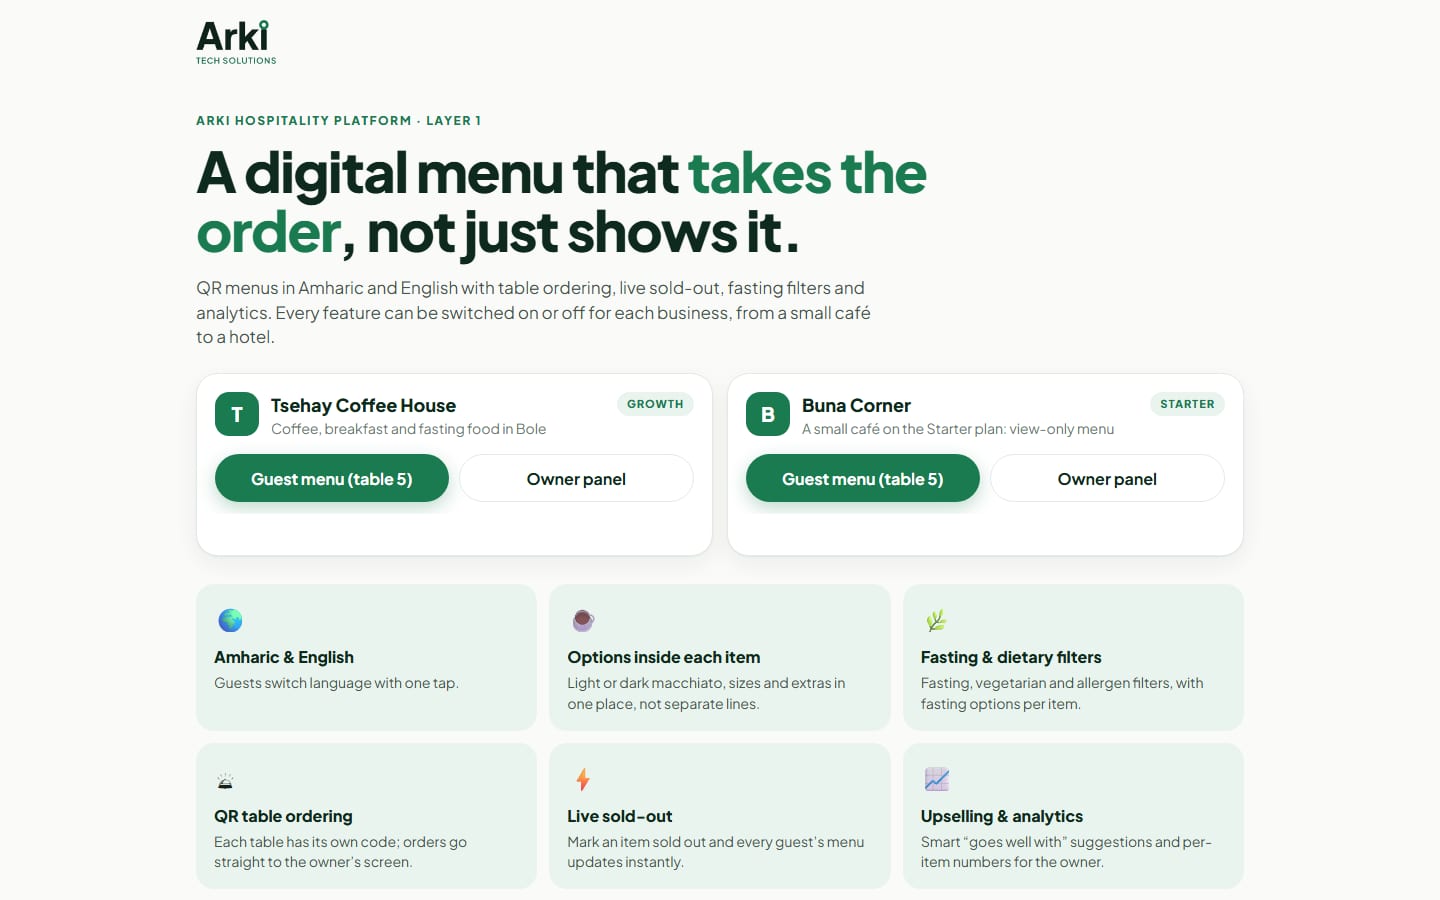 Arki
TECH SOLUTIONS
ARKI HOSPITALITY PLATFORM · LAYER 1
A digital menu that takes the
order, not just shows it.
QR menus in Amharic and English with table ordering, live sold-out, fasting filters and
analytics. Every feature can be switched on or off for each business, from a small café
to a hotel.
T
Tsehay Coffee House
GROWTH
Coffee, breakfast and fasting food in Bole
Guest menu (table 5)
Owner panel
B
Buna Corner
STARTER
A small café on the Starter plan: view-only menu
Guest menu (table 5)
Owner panel
Amharic & English
Guests switch language with one tap.
Options inside each item
Light or dark macchiato, sizes and extras in
one place, not separate lines.
Fasting & dietary filters
Fasting, vegetarian and allergen filters, with
fasting options per item.
QR table ordering
Each table has its own code; orders go
straight to the owner’s screen.
Live sold-out
Mark an item sold out and every guest’s menu
updates instantly.
Upselling & analytics
Smart “goes well with” suggestions and per-
item numbers for the owner.